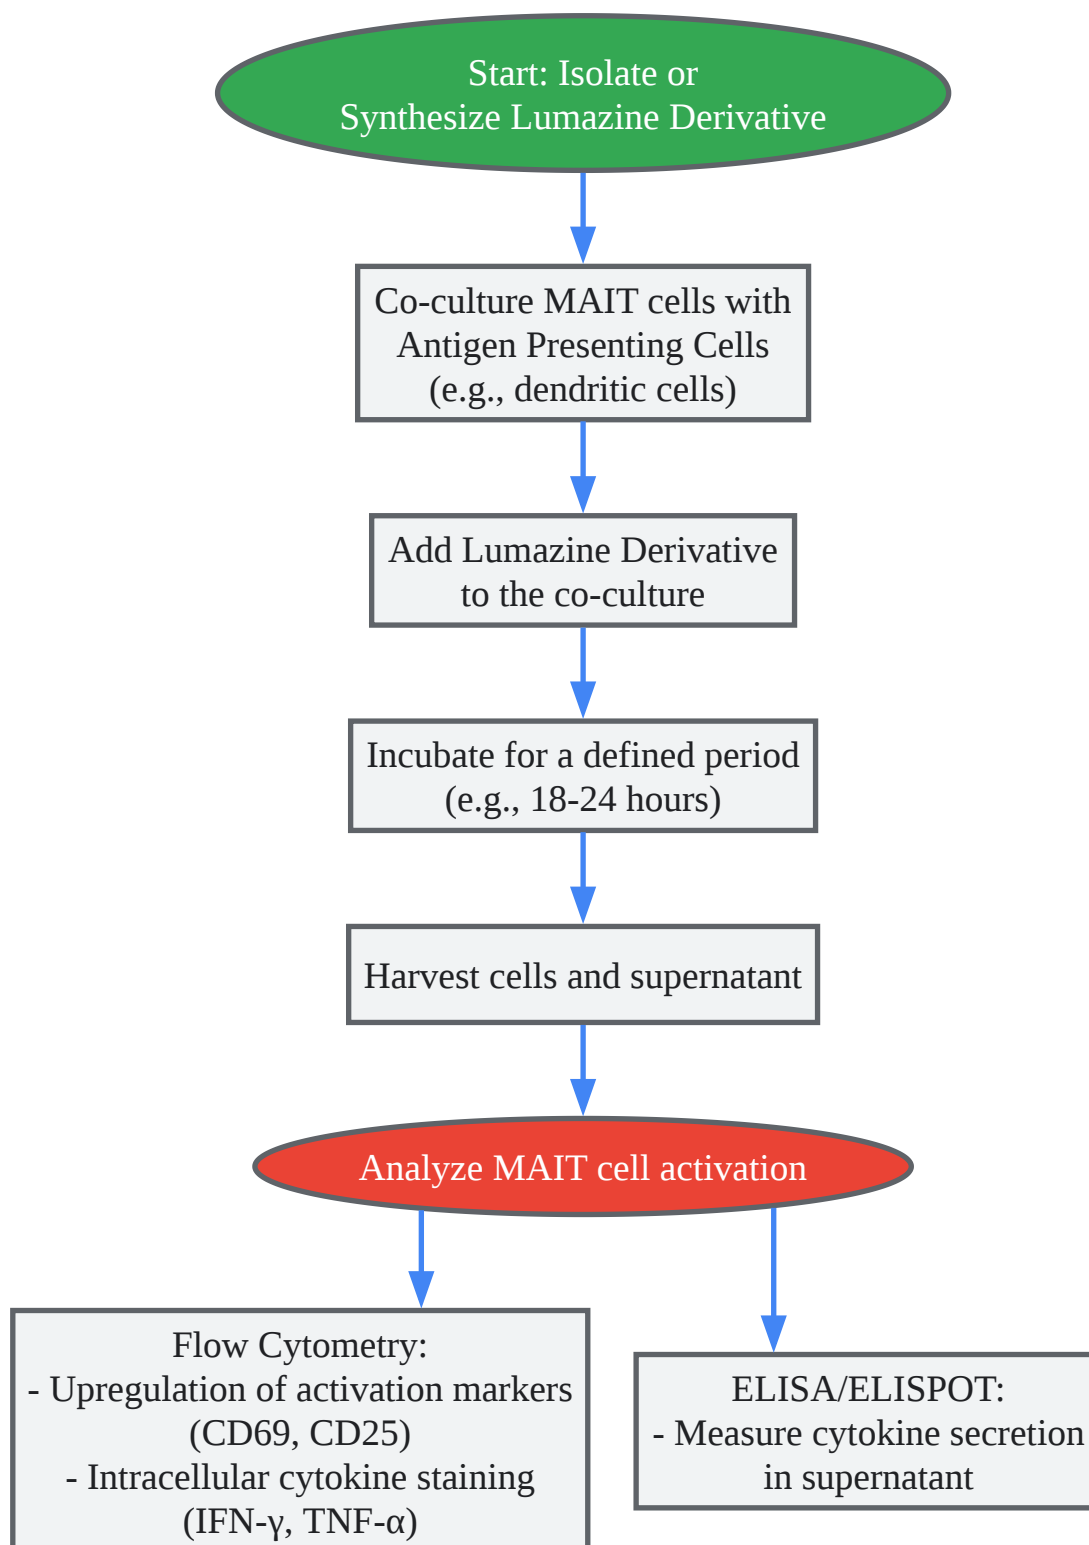 Start: Isolate or
Synthesize Lumazine Derivative
Co-culture MAIT cells with
Antigen Presenting Cells
(e.g., dendritic cells)
Add Lumazine Derivative
to the co-culture
Incubate for a defined period
(e.g., 18-24 hours)
Harvest cells and supernatant
Analyze MAIT cell activation
Flow Cytometry:
- Upregulation of activation markers
(CD69, CD25)
- Intracellular cytokine staining
(IFN-γ, TNF-α)
ELISA/ELISPOT:
- Measure cytokine secretion
in supernatant